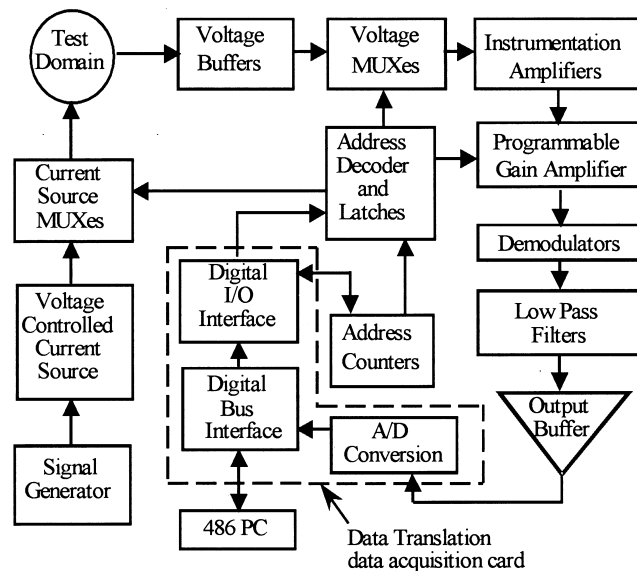 Test
Domain
Voltage
Buffers
Voltage
MUXes
Instrumentation
Amplifiers
Current
Source
MUXes
Address
Decoder
and
Latches
Programmable
Gain Amplifier
Demodulators
Voltage
Controlled
Current
Source
Digital
I/O
Interface
Address
Counters
Low Pass
Filters
Digital
Bus
Interface
A/D
Conversion
Output
Buffer
Signal
Generator
486 PC
Data Translation
data acquisition card